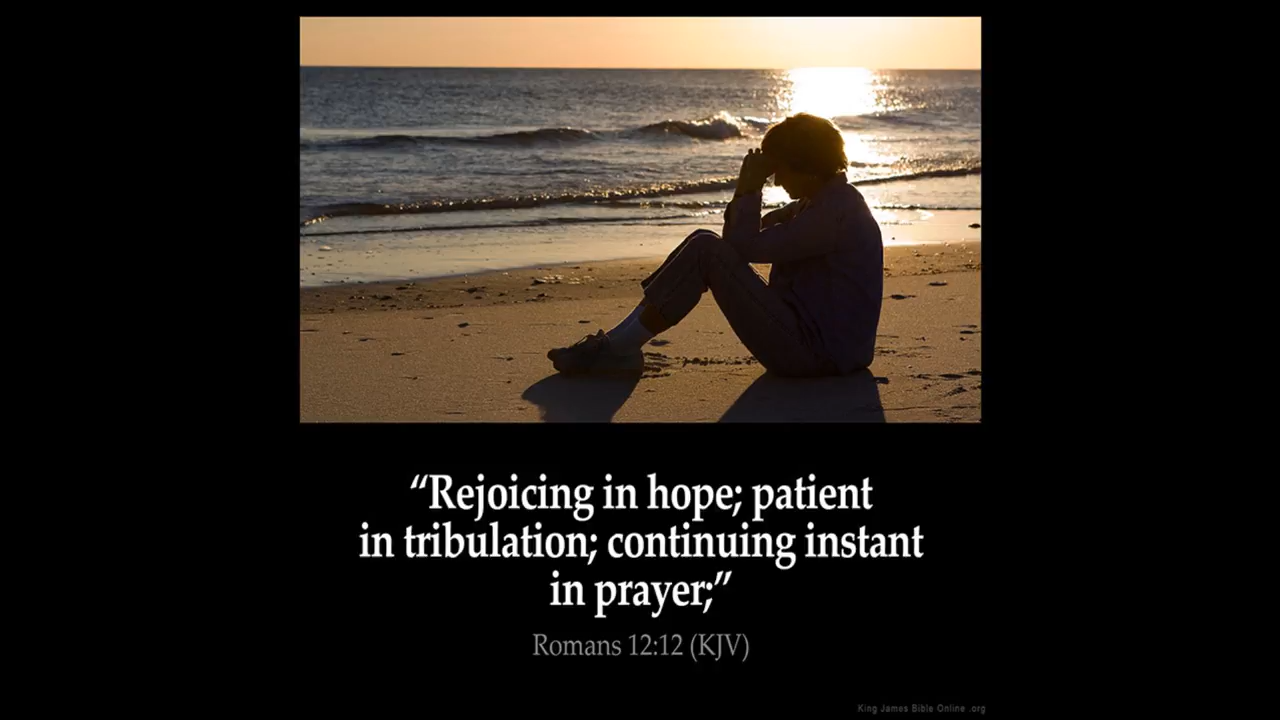 “Rejoicing in hope; patient
in tribulation; continuing instant
in prayer;”
Romans 12:12 (KJV)
King James Bible Online .org